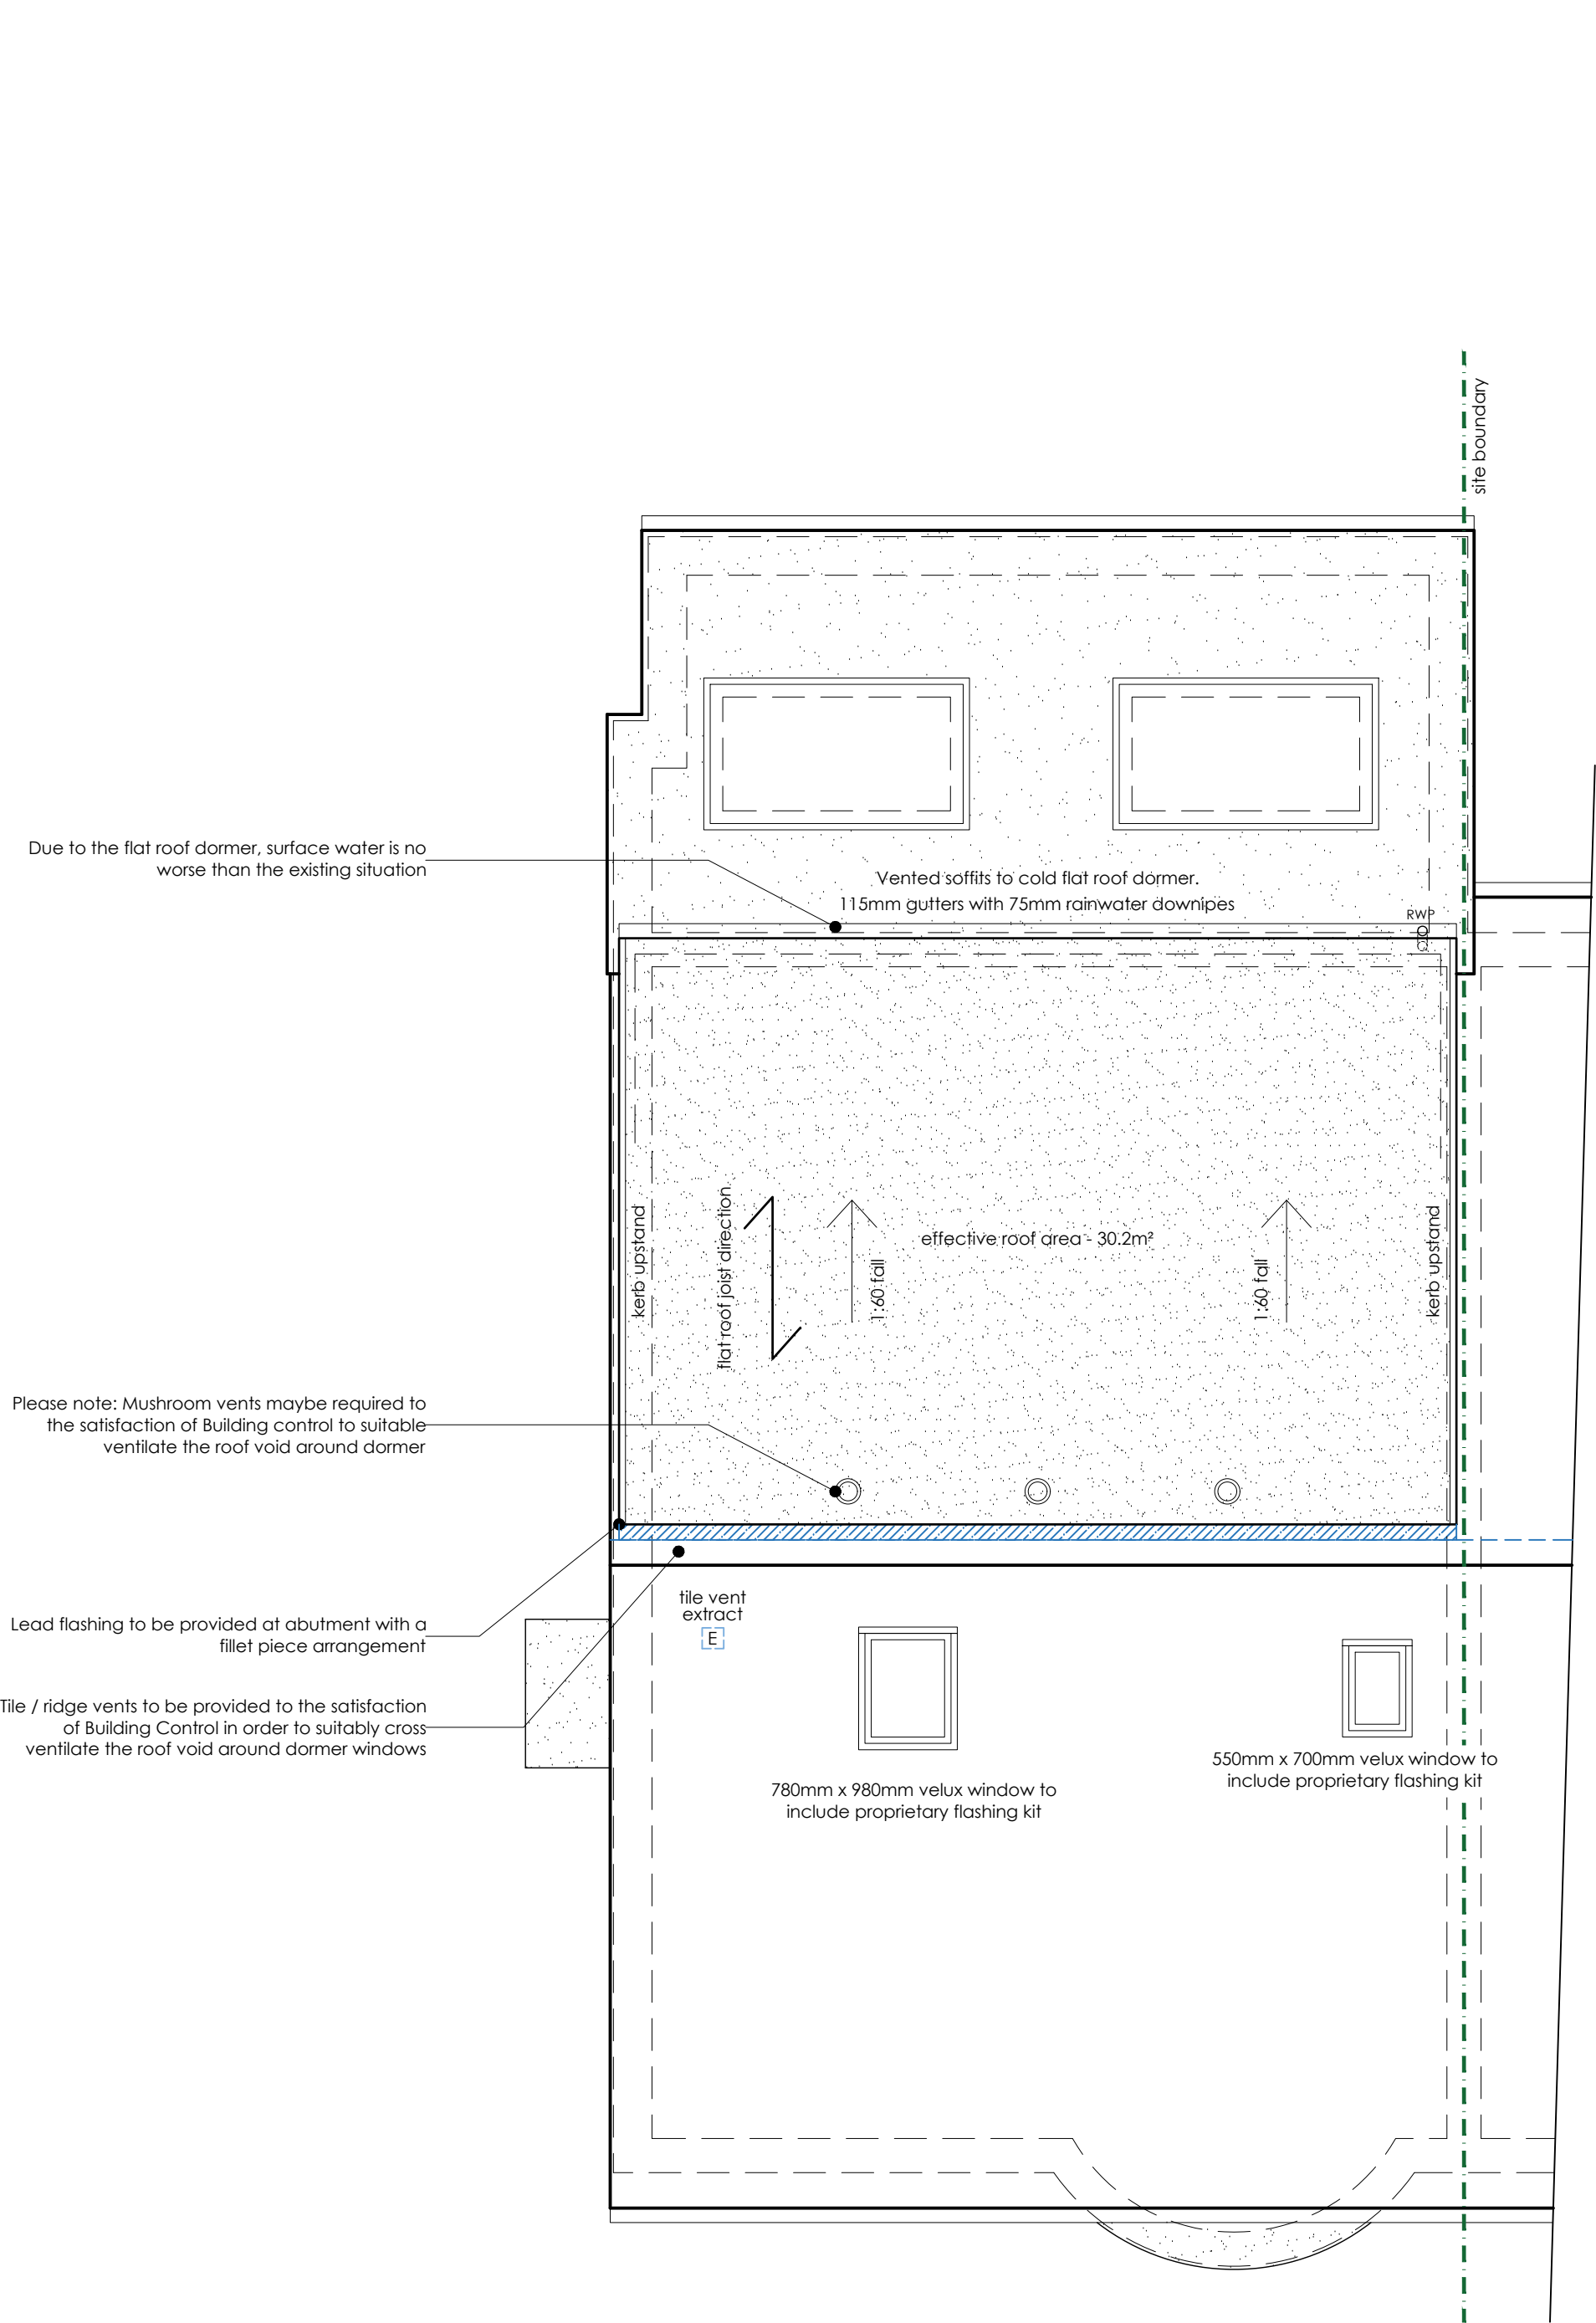 site boundary
Due to the flat roof dormer, surface water is no
worse than the existing situation
Vented soffits to cold flat roof dormer.
115mm gutters with 75mm rainwater downipes
RWP
kerb upstand
flat roof joist direction
1:60 fall
effective roof area - 30.2m²
1:60 fall
kerb upstand
Please note: Mushroom vents maybe required to
the satisfaction of Building control to suitable
ventilate the roof void around dormer
Lead flashing to be provided at abutment with a
fillet piece arrangement
tile vent
extract
E
Tile / ridge vents to be provided to the satisfaction
of Building Control in order to suitably cross
ventilate the roof void around dormer windows
780mm x 980mm velux window to
include proprietary flashing kit
550mm x 700mm velux window to
include proprietary flashing kit